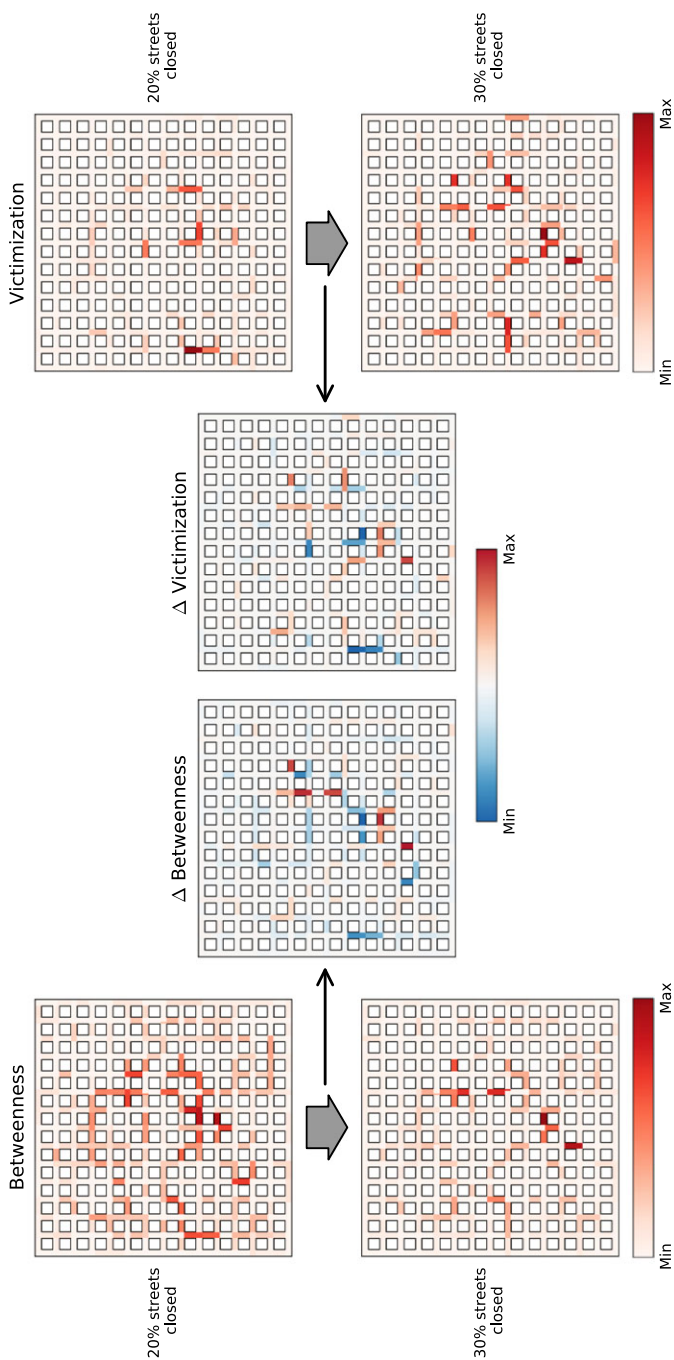 Betweenness
Δ Betweenness
Δ Victimization
Victimization
20% streets
closed
30% streets
closed
Min
Max
Min
Max
20% streets
closed
30% streets
closed
Min
Max